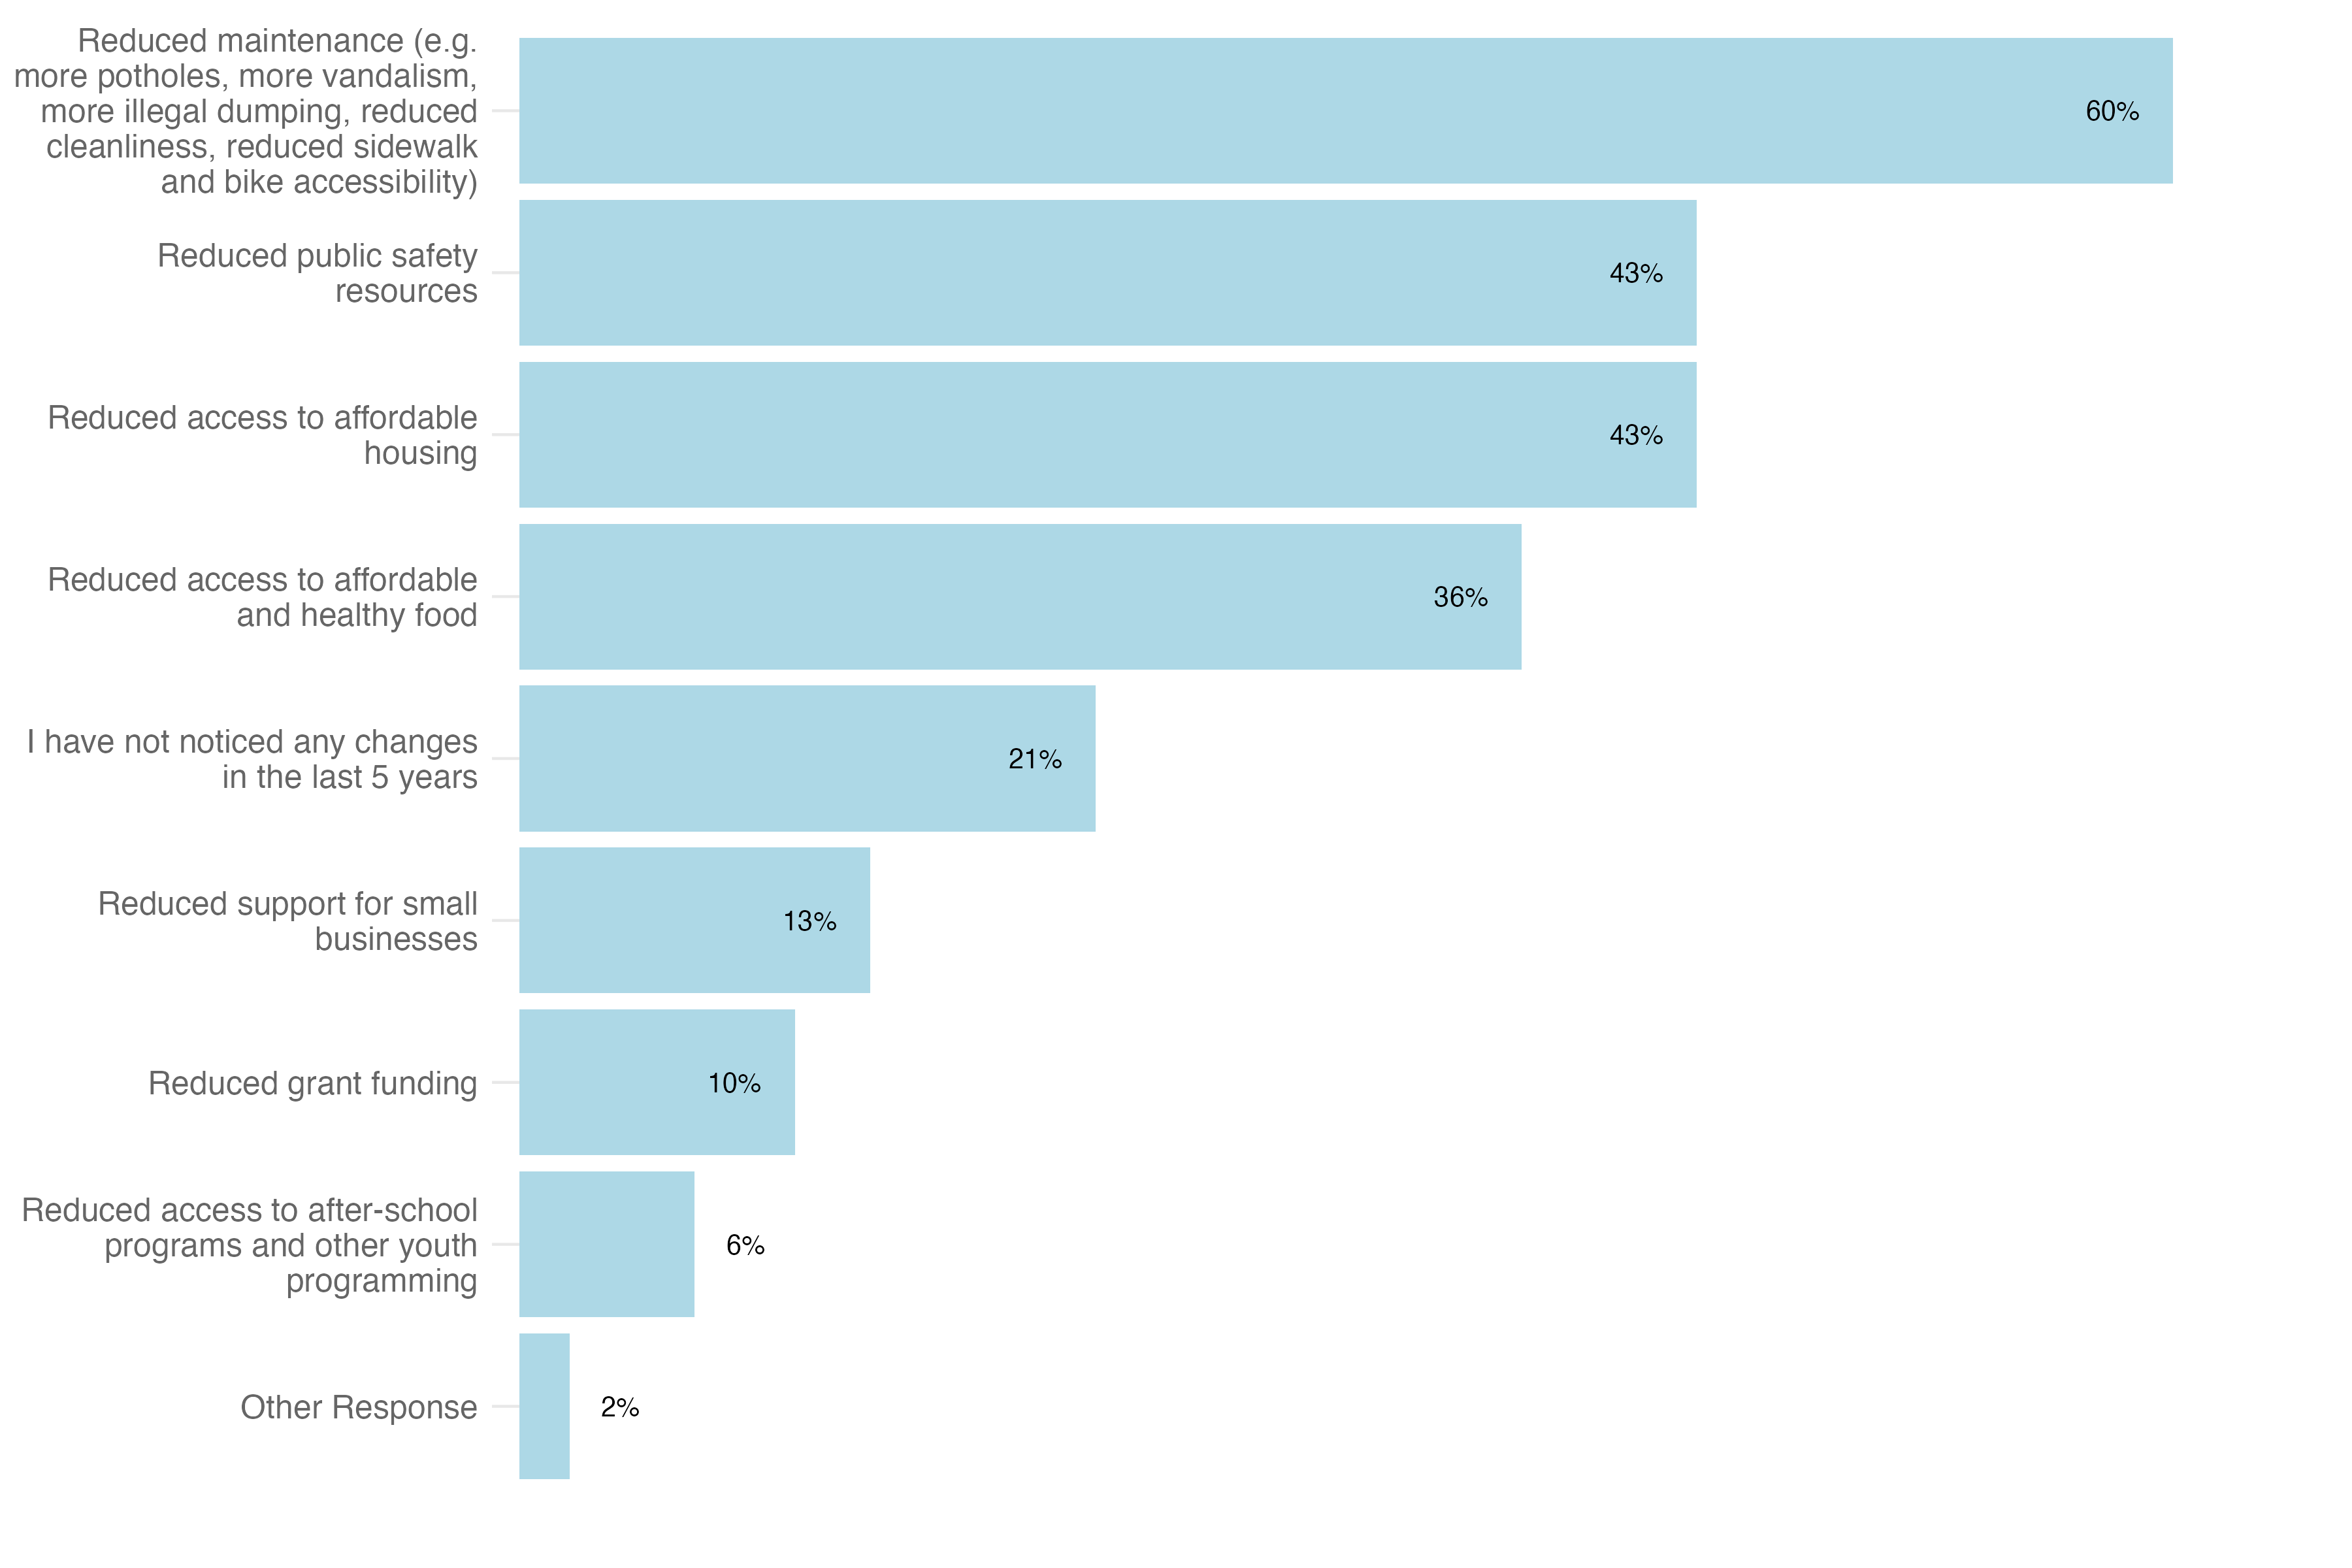 Reduced maintenance (e.g.
more potholes, more vandalism,
more illegal dumping, reduced
cleanliness, reduced sidewalk
and bike accessibility)
60%
Reduced public safety
resources
43%
Reduced access to affordable
housing
43%
Reduced access to affordable
and healthy food
36%
I have not noticed any changes
in the last 5 years
21%
Reduced support for small
businesses
13%
Reduced grant funding
10%
Reduced access to after-school
programs and other youth
programming
6%
Other Response
2%